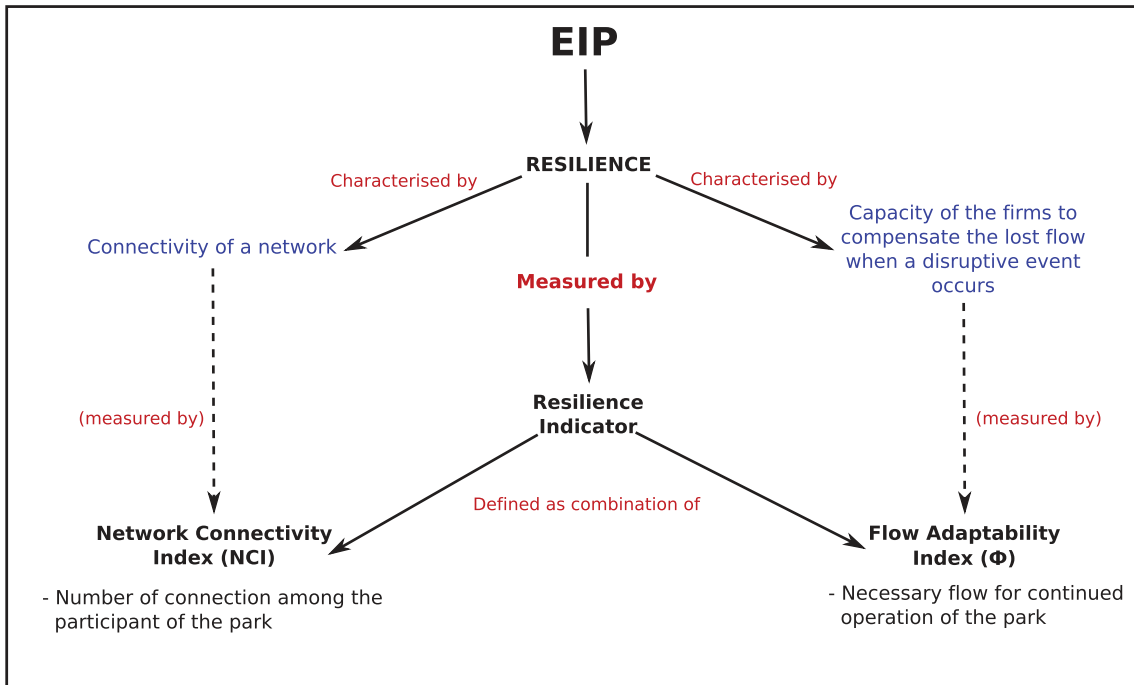 EIP
RESILIENCE
Characterised by
Characterised by
Connectivity of a network
Capacity of the firms to
compensate the lost flow
when a disruptive event
occurs
Measured by
Resilience
Indicator
(measured by)
(measured by)
Defined as combination of
Network Connectivity
Index (NCI)
- Number of connection among the
participant of the park
Flow Adaptability
Index (Φ)
- Necessary flow for continued
operation of the park